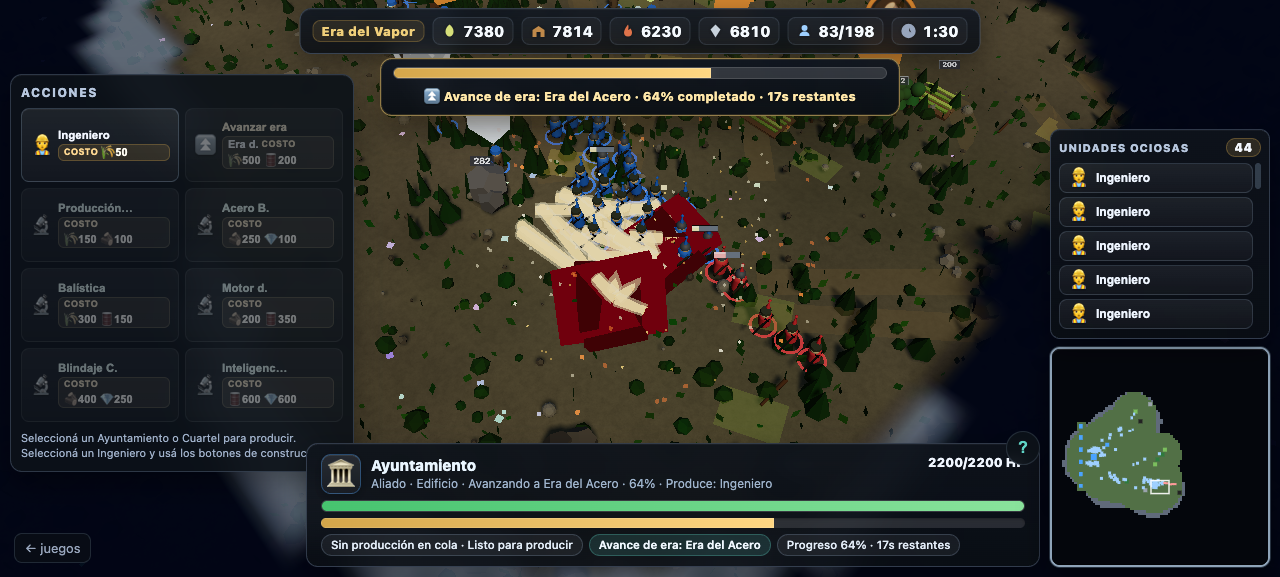 Era del Vapor 7380 7814 6230 6810 83/198 1:30
Avance de era: Era del Acero · 64% completado · 17s restantes
200
282
ACCIONES
Ingeniero
COSTO 50
Avanzar era
Era d. COSTO
500 200
Producción...
COSTO
150 100
Acero B.
COSTO
250 100
Balística
COSTO
300 150
Motor d.
COSTO
200 350
Blindaje C.
COSTO
400 250
Inteligenc...
COSTO
600 600
Seleccioná un Ayuntamiento o Cuartel para producir.
Seleccioná un Ingeniero y usá los botones de construc
← juegos
UNIDADES OCIOSAS 44
Ingeniero
Ingeniero
Ingeniero
Ingeniero
Ingeniero
?
Ayuntamiento
2200/2200
Aliado · Edificio · Avanzando a Era del Acero · 64% · Produce: Ingeniero
Sin producción en cola · Listo para producir
Avance de era: Era del Acero
Progreso 64% · 17s restantes